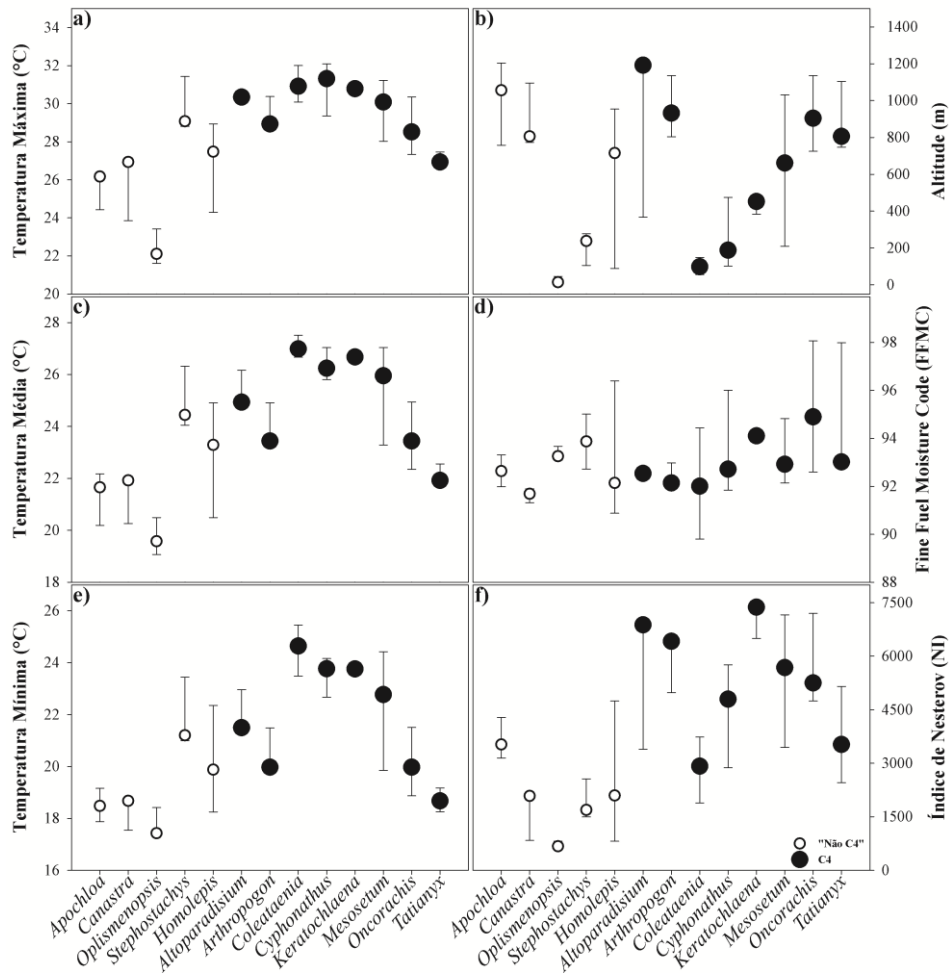 a)
Temperatura Máxima (°C)
32
30
28
26
24
22
20
b)
1400
1200
1000
800
600
400
200
0
Altitude (m)
c)
Temperatura Média (°C)
28
26
24
22
20
18
d)
98
96
94
92
90
88
Fine Fuel Moisture Code (FFMC)
e)
Temperatura Mínima (°C)
26
24
22
20
18
16
f)
7500
6000
4500
3000
1500
0
Índice de Nesterov (NI)
"Não C4"
C4
Apochloa
Canastra
Oplismenopsis
Stephostachys
Homolepis
Altoparadisium
Arthropogon
Coleataenia
Cyphonathus
Keratochlaena
Mesosetum
Oncorachis
Tatianyx
Apochloa
Canastra
Oplismenopsis
Stephostachys
Homolepis
Altoparadisium
Arthropogon
Coleataenia
Cyphonathus
Keratochlaena
Mesosetum
Oncorachis
Tatianyx